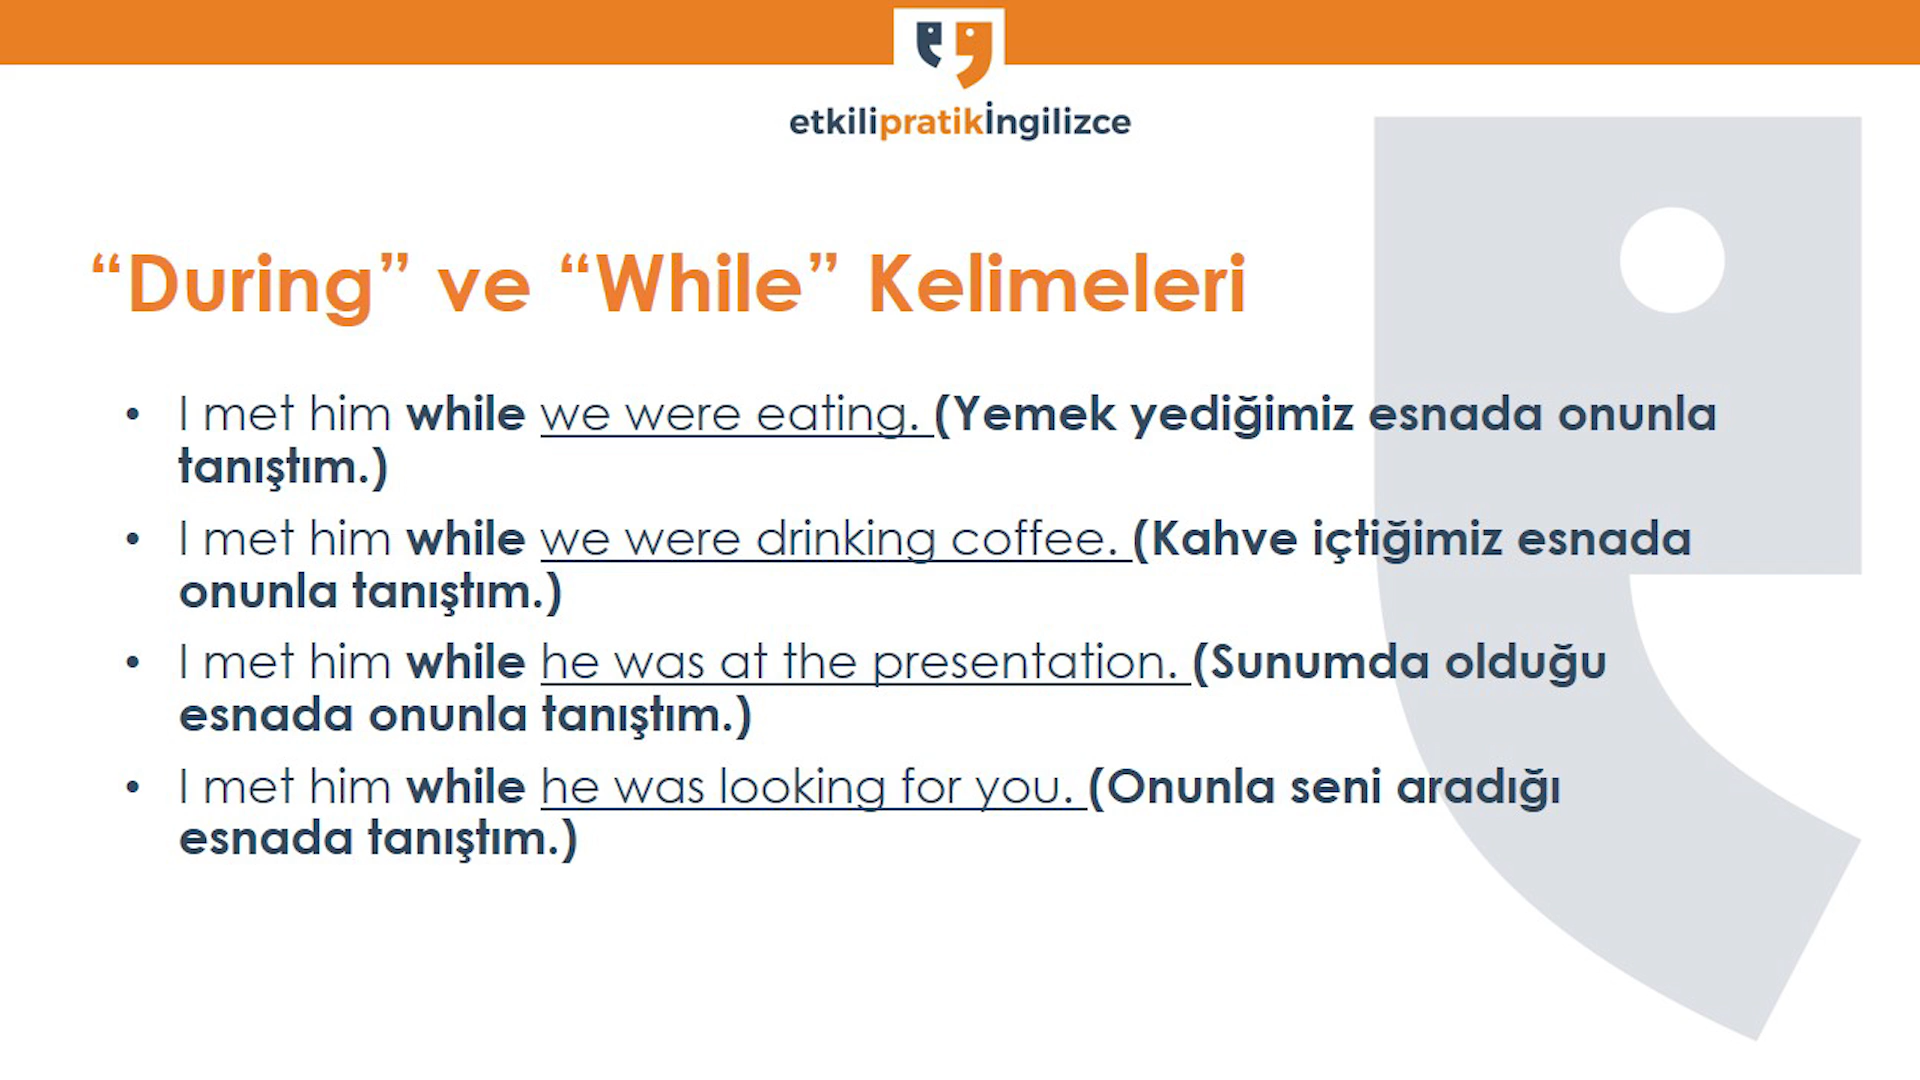 etkilipratikİngilizce
“During” ve “While” Kelimeleri
• I met him while we were eating. (Yemek yediğimiz esnada onunla
tanıştım.)
• I met him while we were drinking coffee. (Kahve içtiğimiz esnada
onunla tanıştım.)
• I met him while he was at the presentation. (Sunumda olduğu
esnada onunla tanıştım.)
• I met him while he was looking for you. (Onunla seni aradığı
esnada tanıştım.)